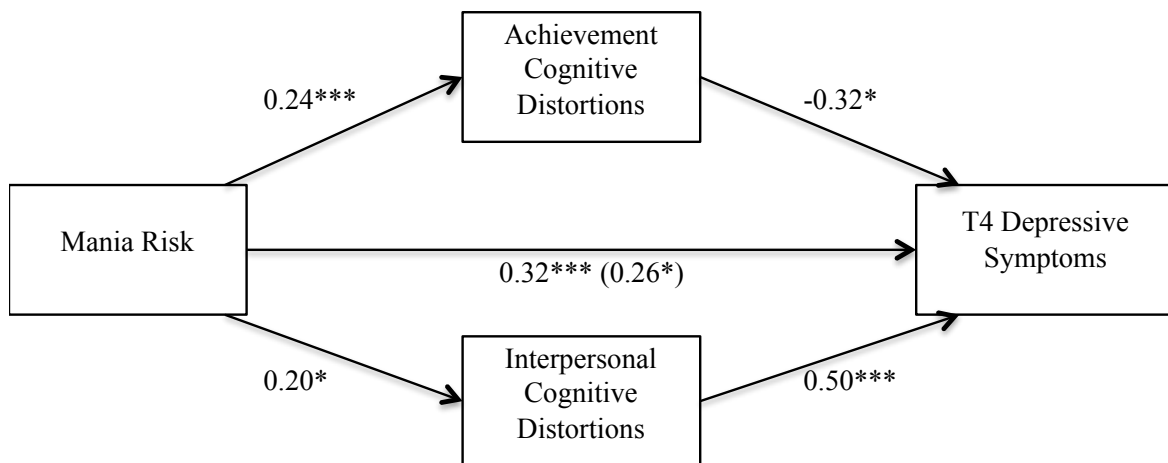 Achievement
Cognitive
Distortions
0.24***
-0.32*
Mania Risk
T4 Depressive
Symptoms
0.32*** (0.26*)
Interpersonal
Cognitive
Distortions
0.20*
0.50***